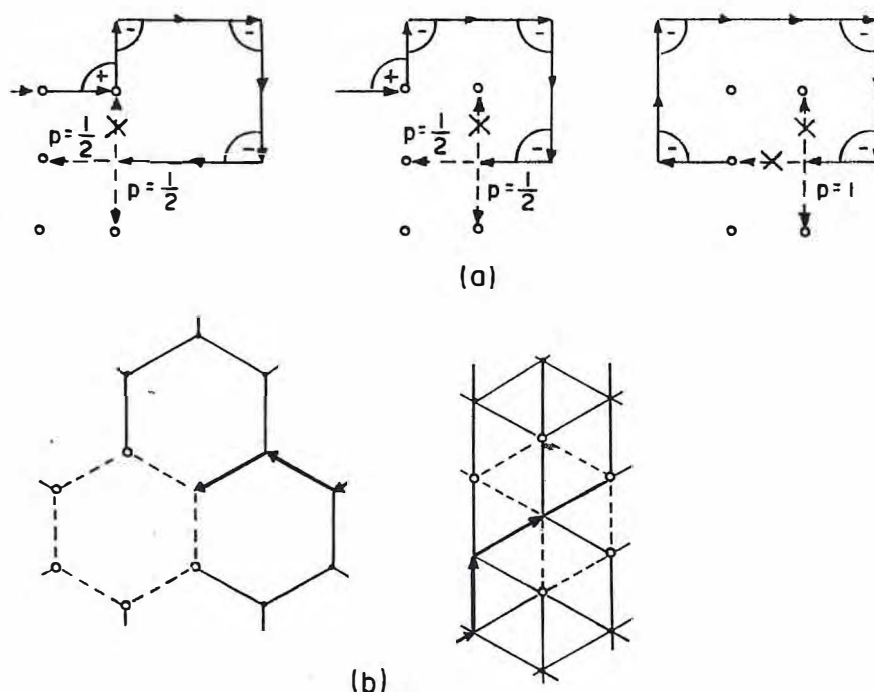 - - - - -
+ +
p = 1/2 p = 1/2 - -
- - -
p = 1/2 p = 1/2 p = 1
(a)
(b)